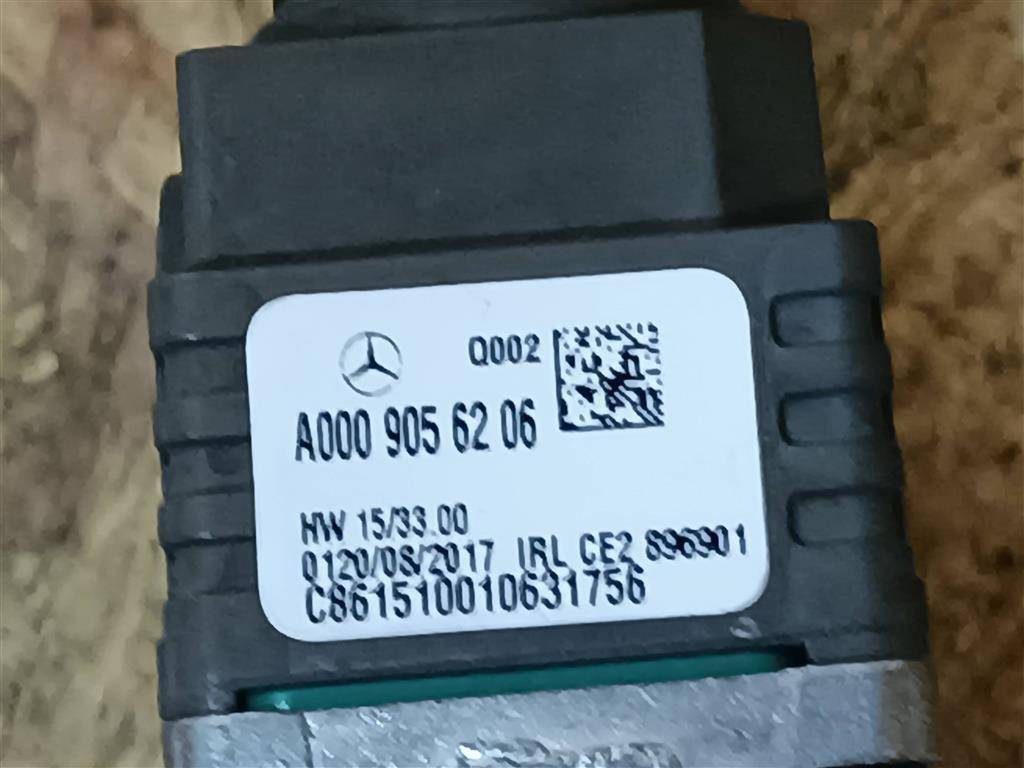 Q002
A000 905 62 06
HW 15/33.00
0120/08/2017 IRL CE2 896901
C861510010631756